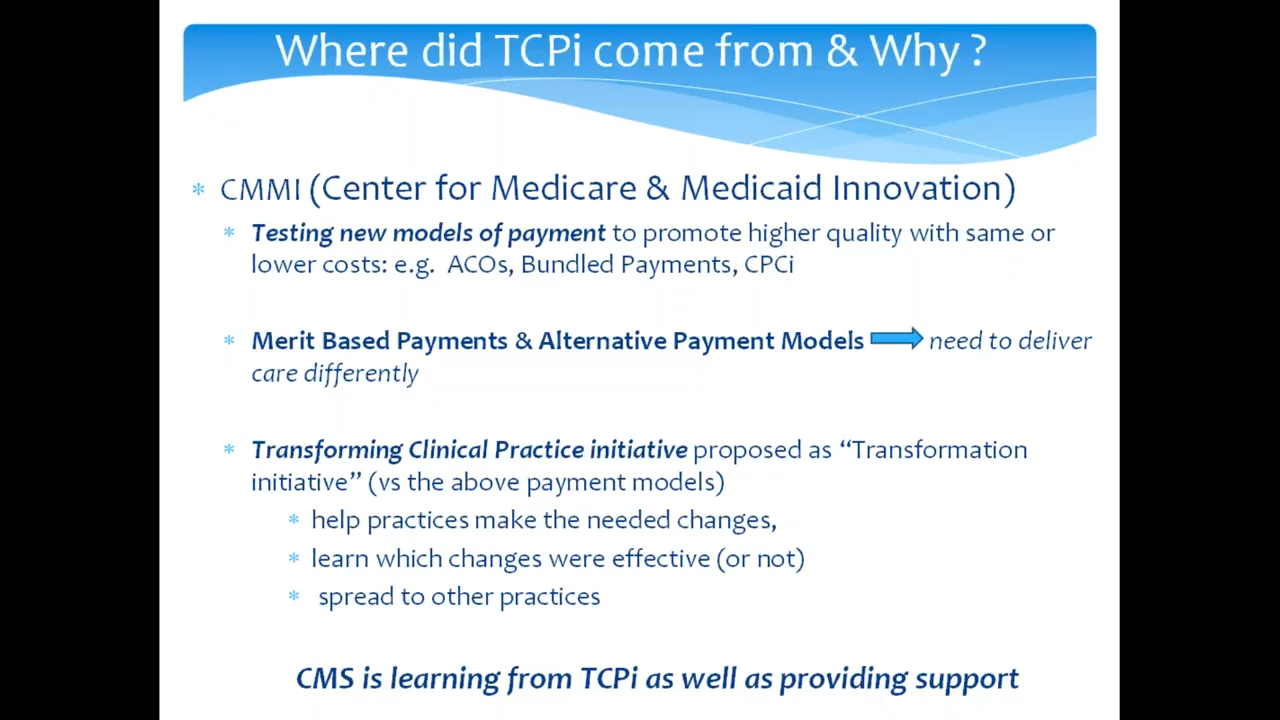 Where did TCPi come from & Why ?
* CMMI (Center for Medicare & Medicaid Innovation)
* Testing new models of payment to promote higher quality with same or
lower costs: e.g. ACOs, Bundled Payments, CPCi
* Merit Based Payments & Alternative Payment Models need to deliver
care differently
* Transforming Clinical Practice initiative proposed as “Transformation
initiative” (vs the above payment models)
* help practices make the needed changes,
* learn which changes were effective (or not)
* spread to other practices
CMS is learning from TCPi as well as providing support